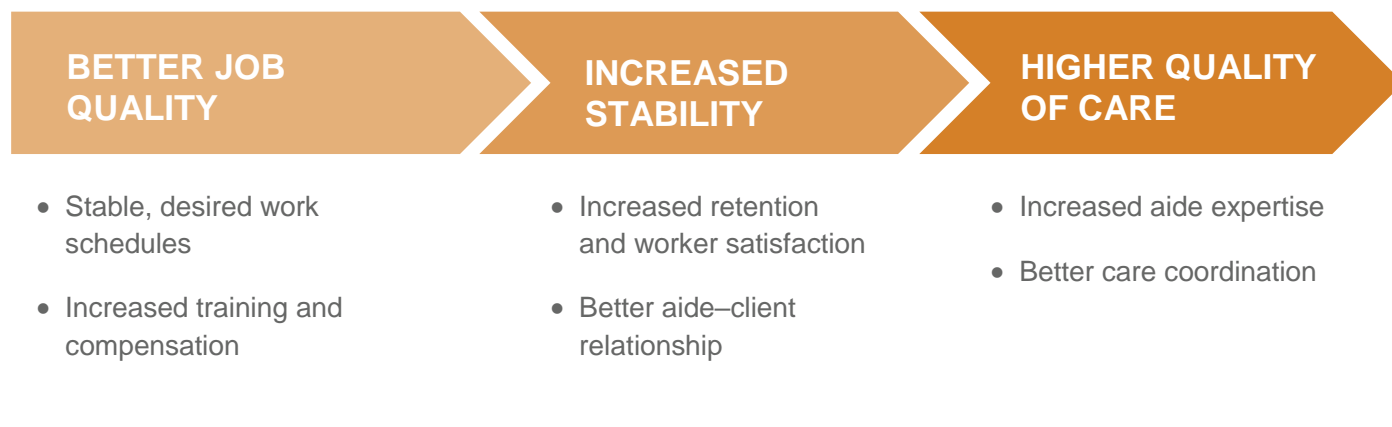 BETTER JOB
QUALITY
• Stable, desired work
schedules
• Increased training and
compensation
INCREASED
STABILITY
• Increased retention
and worker satisfaction
• Better aide–client
relationship
HIGHER QUALITY
OF CARE
• Increased aide expertise
• Better care coordination